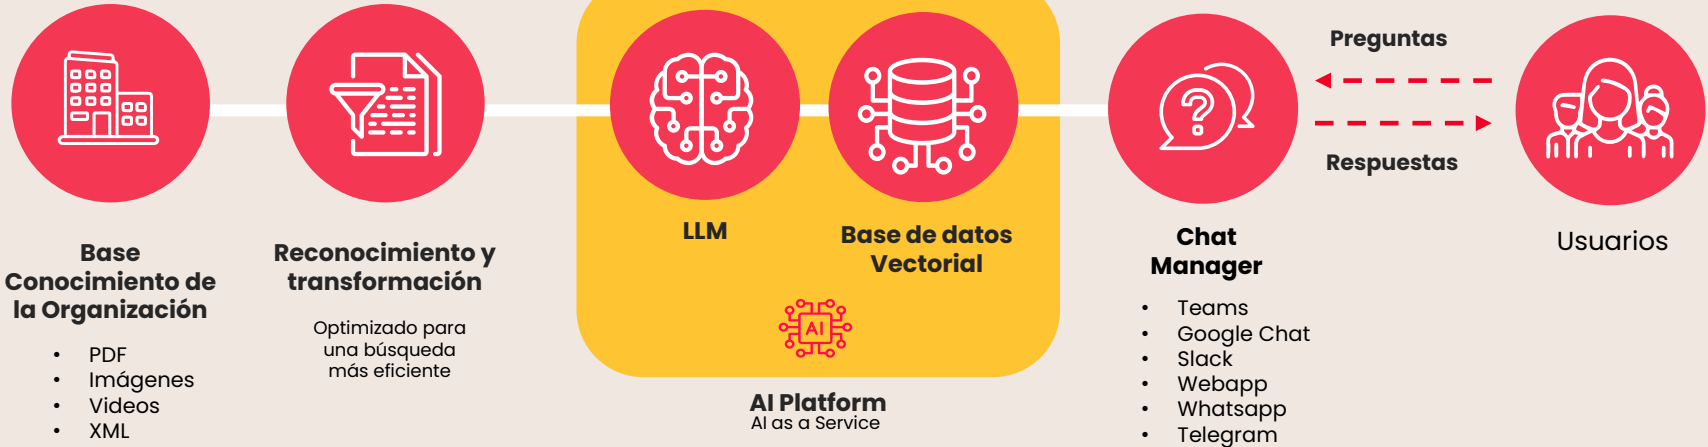 Base
Conocimiento de
la Organización
• PDF
• Imágenes
• Videos
• XML
Reconocimiento y
transformación
Optimizado para
una búsqueda
más eficiente
LLM
Base de datos
Vectorial
AI
AI Platform
AI as a Service
?
Chat
Manager
• Teams
• Google Chat
• Slack
• Webapp
• Whatsapp
• Telegram
Preguntas
Respuestas
Usuarios